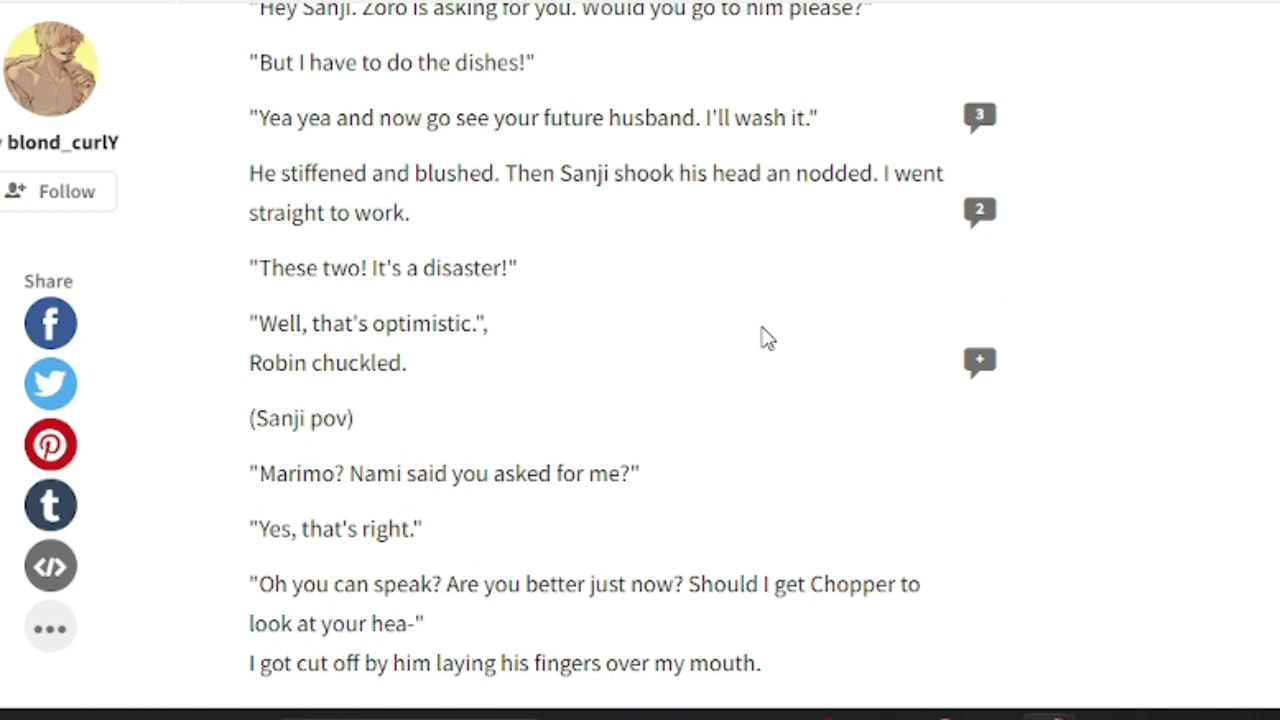 "Hey Sanji. Zoro is asking for you. Would you go to him please?"
"But I have to do the dishes!"
"Yea yea and now go see your future husband. I'll wash it."
3
blond_curlY
Follow
He stiffened and blushed. Then Sanji shook his head an nodded. I went
straight to work.
2
"These two! It's a disaster!"
Share
"Well, that's optimistic.",
Robin chuckled.
+
(Sanji pov)
"Marimo? Nami said you asked for me?"
"Yes, that's right."
"Oh you can speak? Are you better just now? Should I get Chopper to
look at your hea-"
I got cut off by him laying his fingers over my mouth.